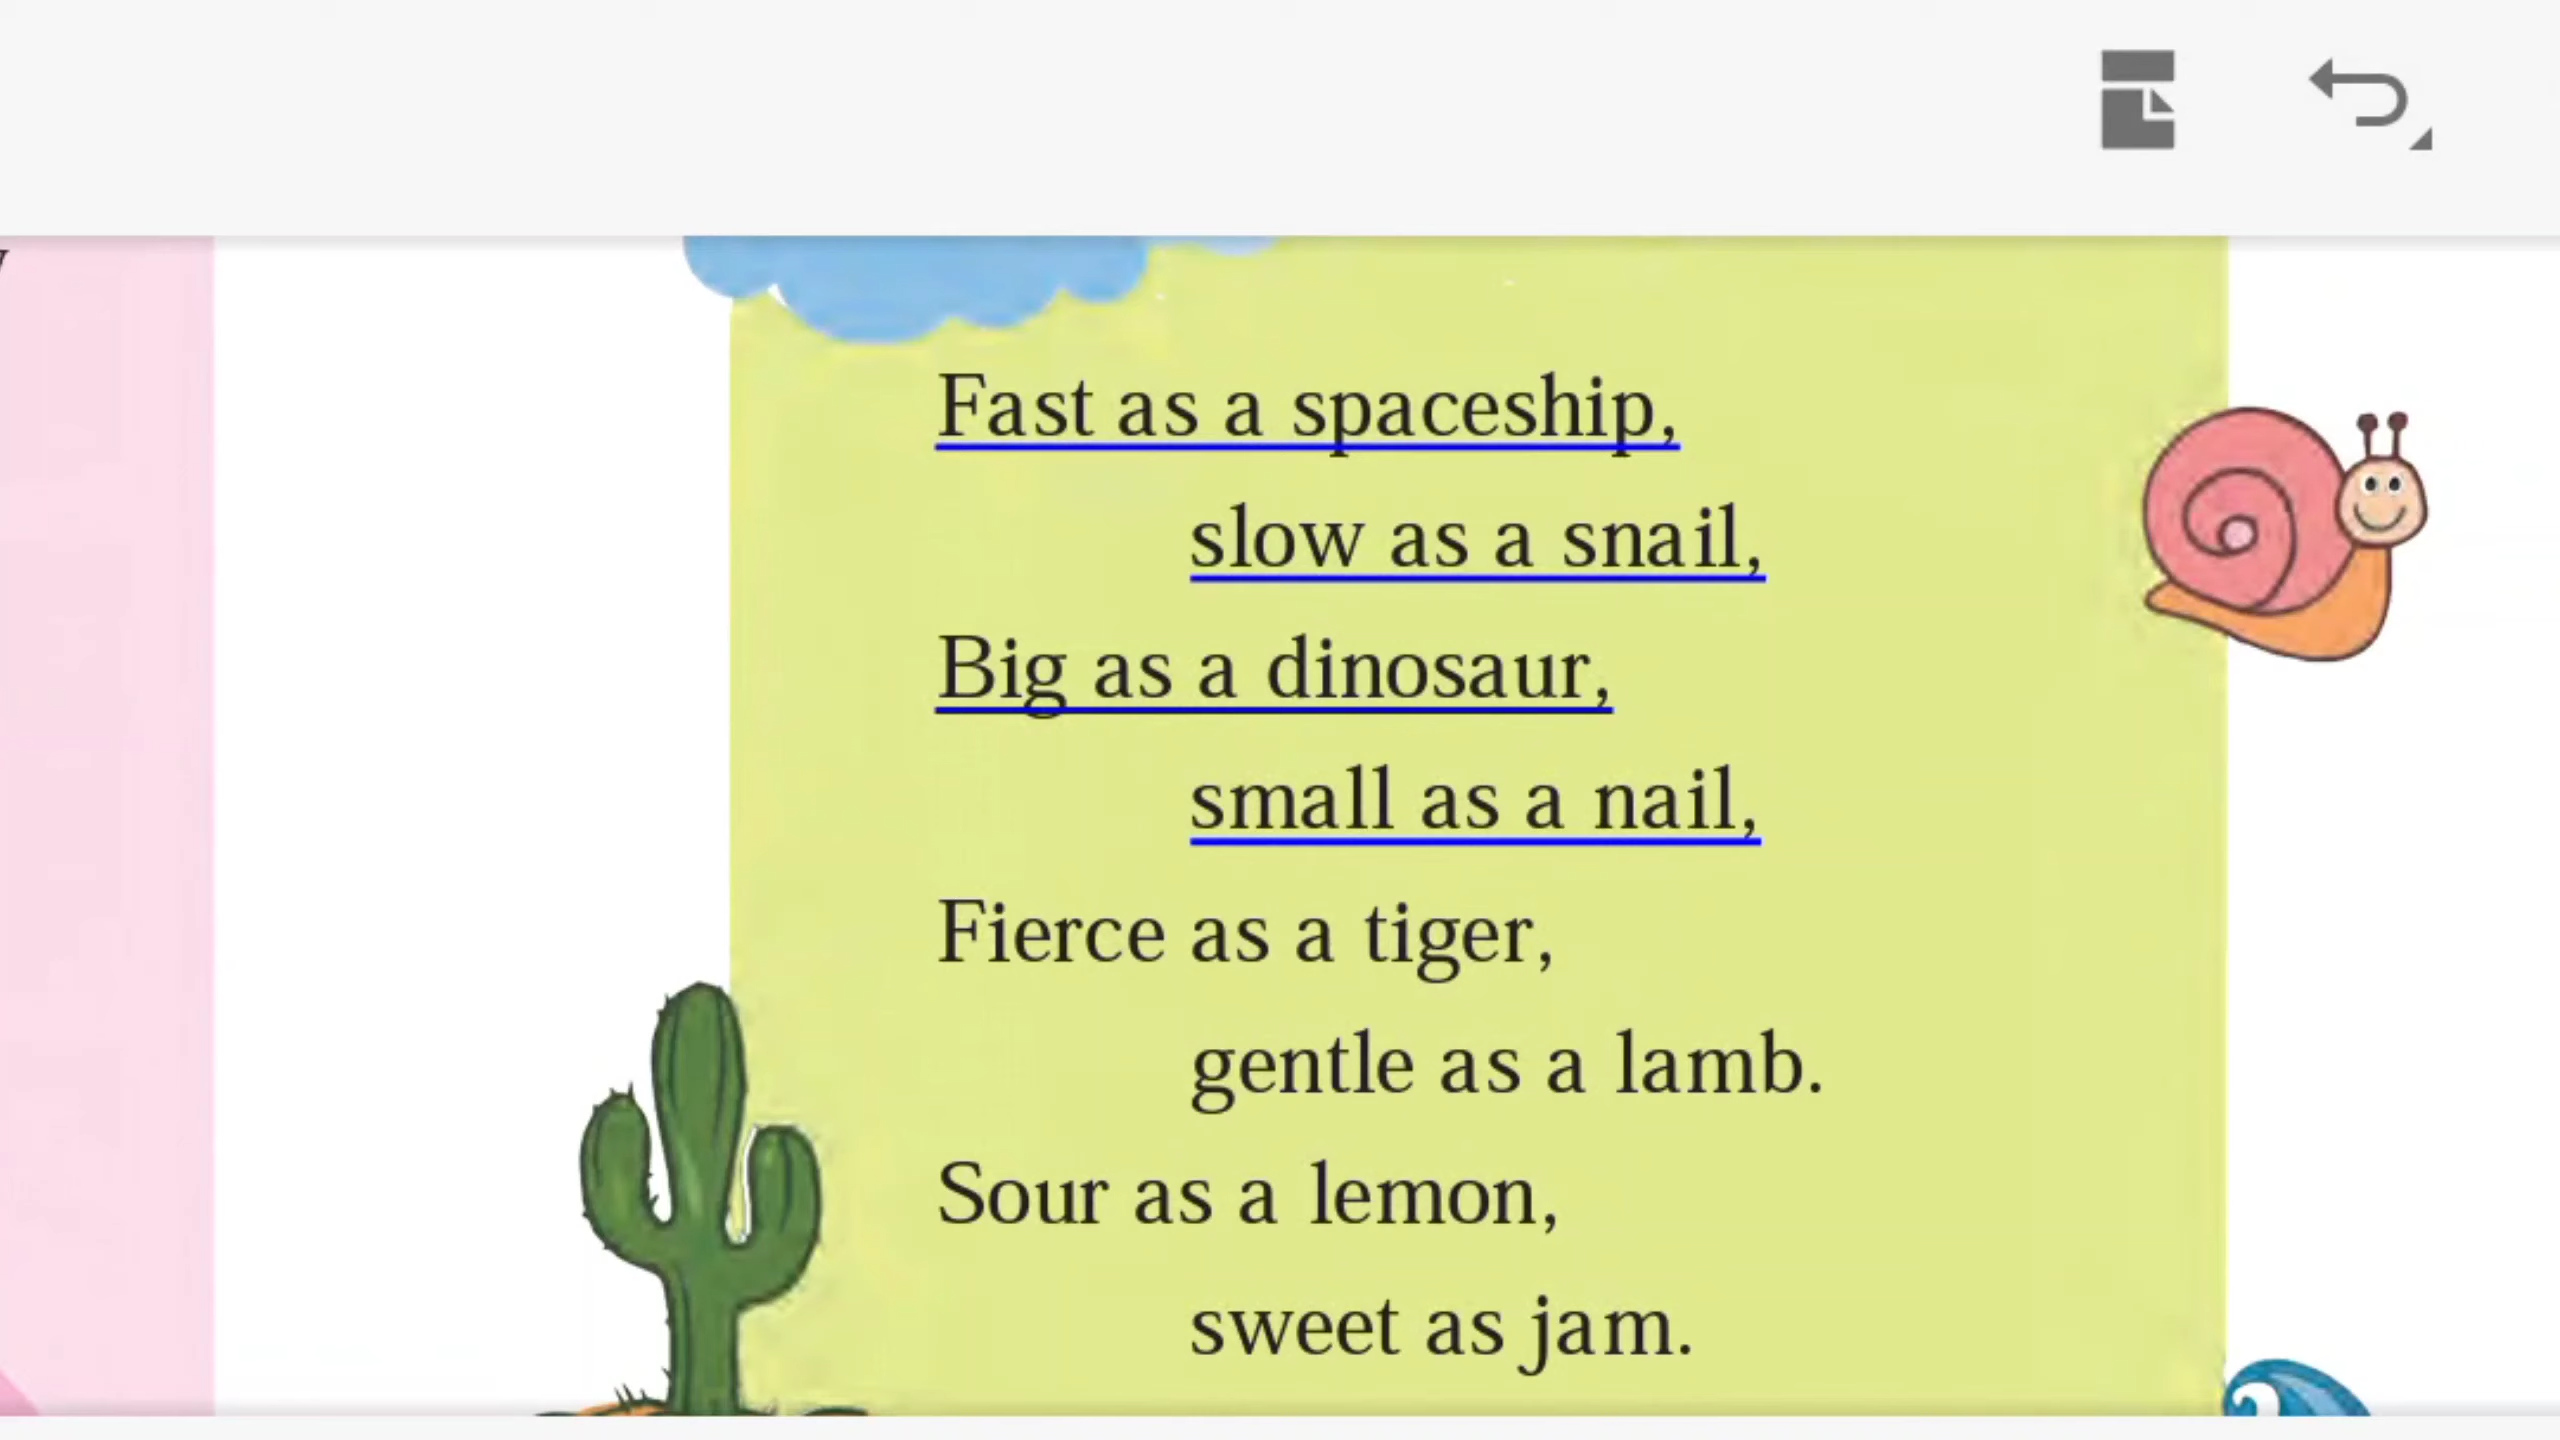 Fast as a spaceship,
slow as a snail,
Big as a dinosaur,
small as a nail,
Fierce as a tiger,
gentle as a lamb.
Sour as a lemon,
sweet as jam.